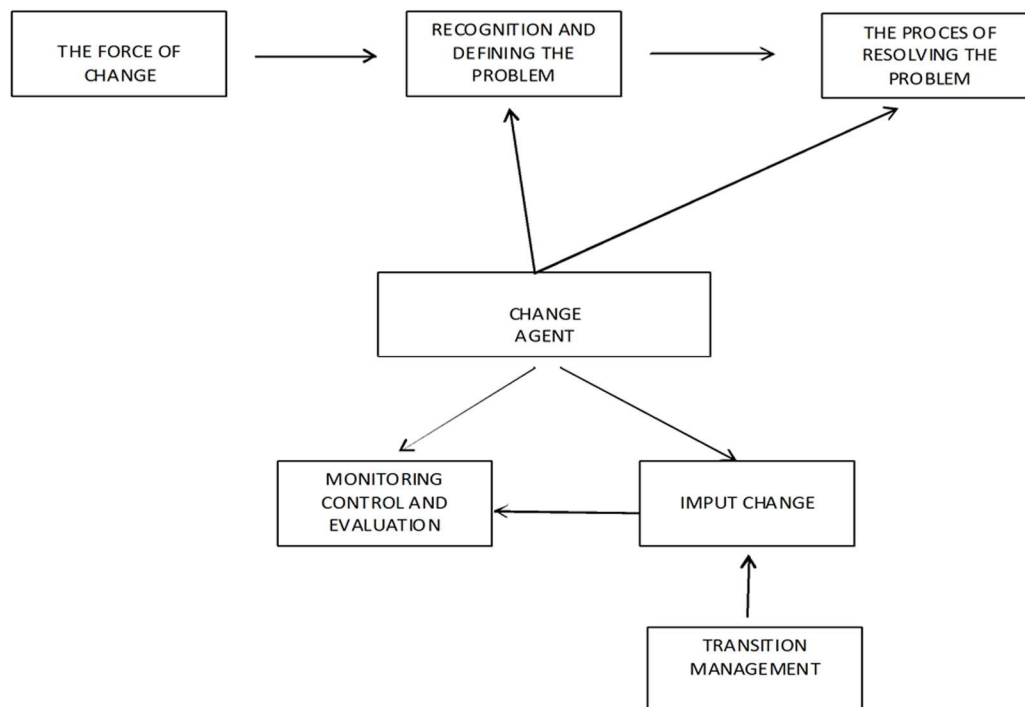 THE FORCE OF
CHANGE
RECOGNITION AND
DEFINING THE
PROBLEM
THE PROCES OF
RESOLVING THE
PROBLEM
CHANGE
AGENT
MONITORING
CONTROL AND
EVALUATION
IMPUT CHANGE
TRANSITION
MANAGEMENT